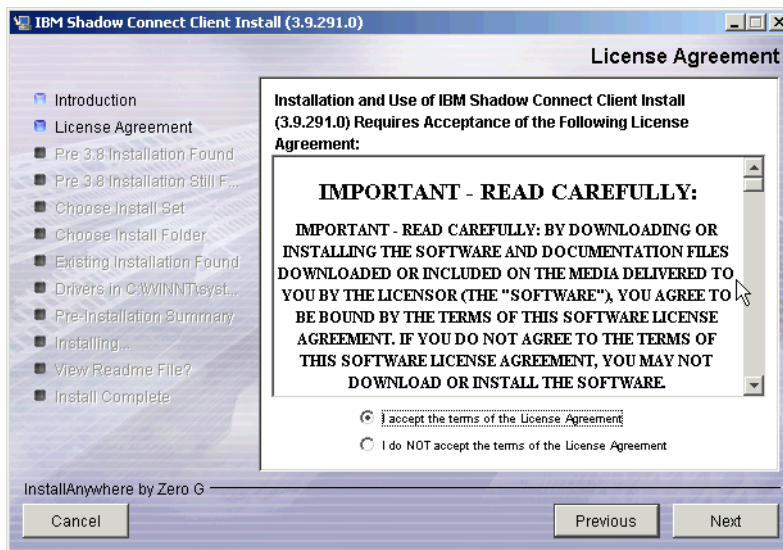 IBM Shadow Connect Client Install (3.9.291.0)
License Agreement
Introduction
License Agreement
Pre 3.8 Installation Found
Pre 3.8 Installation Still F...
Choose Install Set
Choose Install Folder
Existing Installation Found
Drivers in C:\WINNT\syst...
Pre-Installation Summary
Installing...
View Readme File?
Install Complete
Installation and Use of IBM Shadow Connect Client Install
(3.9.291.0) Requires Acceptance of the Following License
Agreement:
IMPORTANT - READ CAREFULLY:
IMPORTANT - READ CAREFULLY: BY DOWNLOADING OR
INSTALLING THE SOFTWARE AND DOCUMENTATION FILES
DOWNLOADED OR INCLUDED ON THE MEDIA DELIVERED TO
YOU BY THE LICENSOR (THE "SOFTWARE"), YOU AGREE TO
BE BOUND BY THE TERMS OF THIS SOFTWARE LICENSE
AGREEMENT. IF YOU DO NOT AGREE TO THE TERMS OF
THIS SOFTWARE LICENSE AGREEMENT, YOU MAY NOT
DOWNLOAD OR INSTALL THE SOFTWARE.
I accept the terms of the License Agreement
I do NOT accept the terms of the License Agreement
InstallAnywhere by Zero G
Cancel
Previous
Next